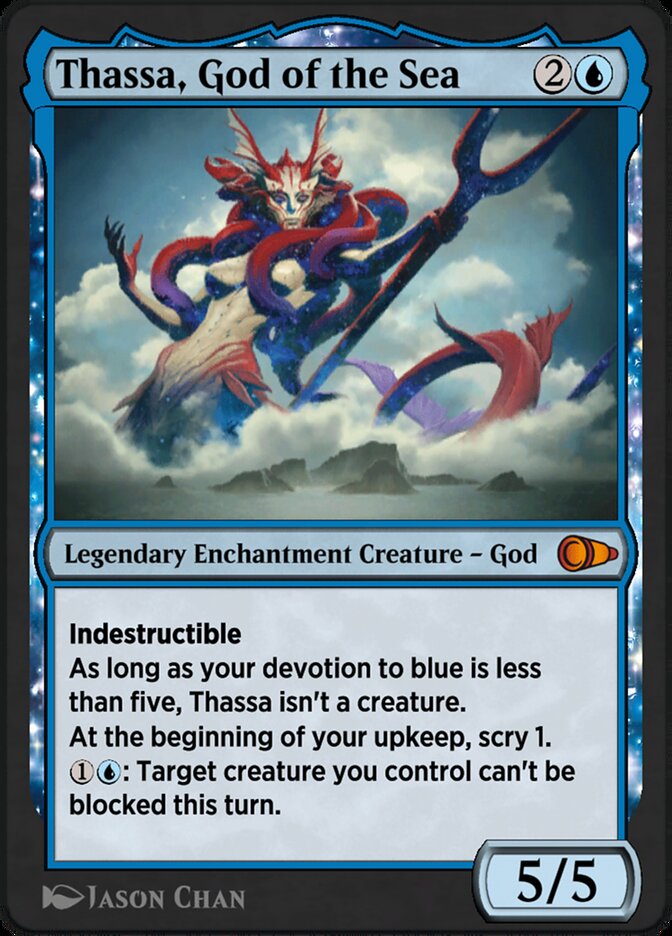 Thassa, God of the Sea 2
Legendary Enchantment Creature – God
Indestructible
As long as your devotion to blue is less
than five, Thassa isn't a creature.
At the beginning of your upkeep, scry 1.
1 : Target creature you control can't be
blocked this turn.
5/5
Jason Chan